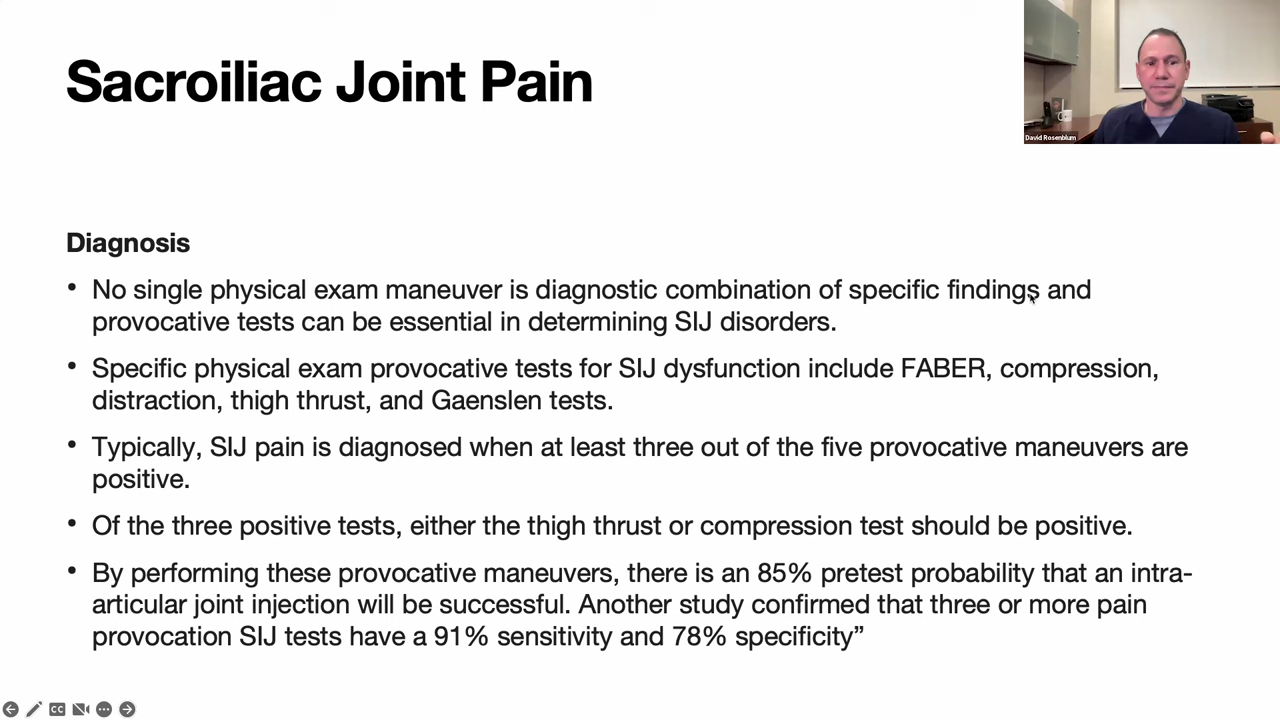 Sacroiliac Joint Pain
David Rosenblum
Diagnosis
• No single physical exam maneuver is diagnostic combination of specific findings and
provocative tests can be essential in determining SIJ disorders.
• Specific physical exam provocative tests for SIJ dysfunction include FABER, compression,
distraction, thigh thrust, and Gaenslen tests.
• Typically, SIJ pain is diagnosed when at least three out of the five provocative maneuvers are
positive.
• Of the three positive tests, either the thigh thrust or compression test should be positive.
• By performing these provocative maneuvers, there is an 85% pretest probability that an intra-
articular joint injection will be successful. Another study confirmed that three or more pain
provocation SIJ tests have a 91% sensitivity and 78% specificity”
CC